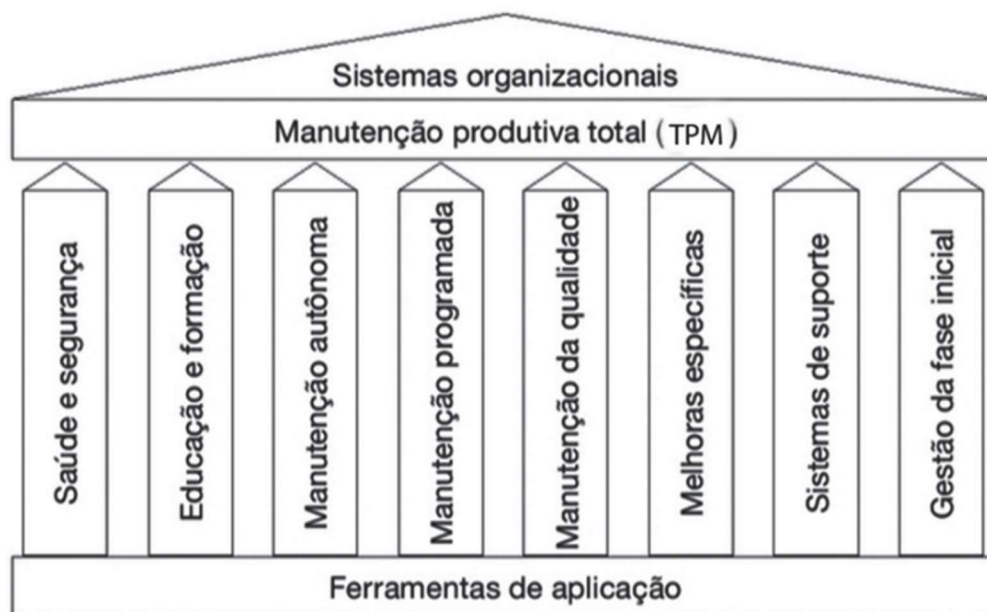 Sistemas organizacionais
Manutenção produtiva total (TPM)
Saúde e segurança
Educação e formação
Manutenção autônoma
Manutenção programada
Manutenção da qualidade
Melhoras específicas
Sistemas de suporte
Gestão da fase inicial
Ferramentas de aplicação